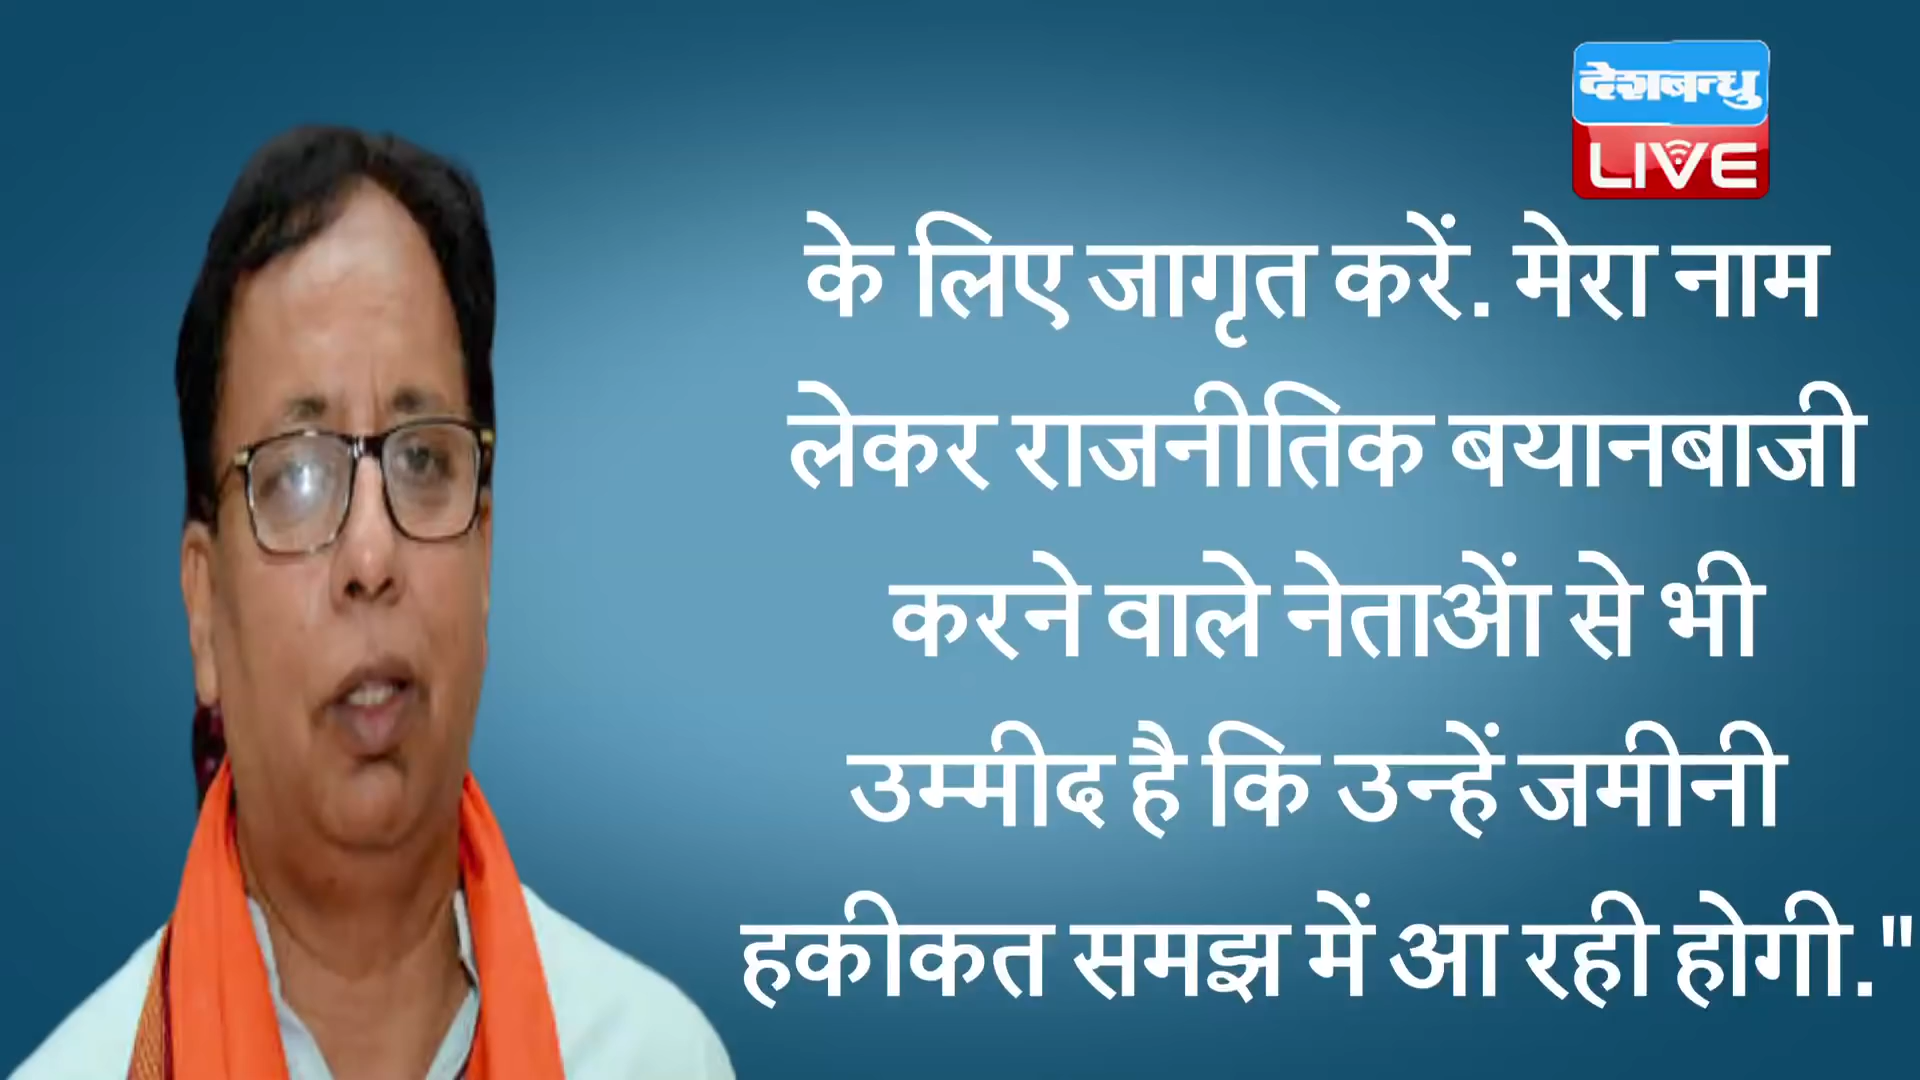 देशबन्धु
LIVE
के लिए जागृत करें. मेरा नाम
लेकर राजनीतिक बयानबाजी
करने वाले नेताओं से भी
उम्मीद है कि उन्हें जमीनी
हकीकत समझ में आ रही होगी."